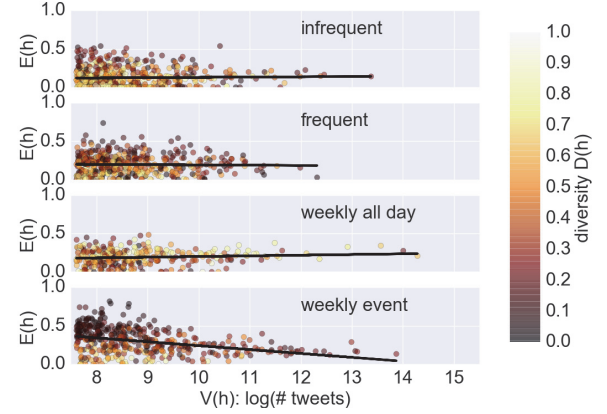 1.0
infrequent
0.5
E(h)
0.0
1.0
frequent
0.5
E(h)
0.0
1.0
weekly all day
0.5
E(h)
0.0
1.0
weekly event
0.5
E(h)
0.0
8 9 10 11 12 13 14 15
V(h): log(# tweets)
1.0
0.9
0.8
0.7
0.6
0.5
0.4
0.3
0.2
0.1
0.0
diversity D(h)